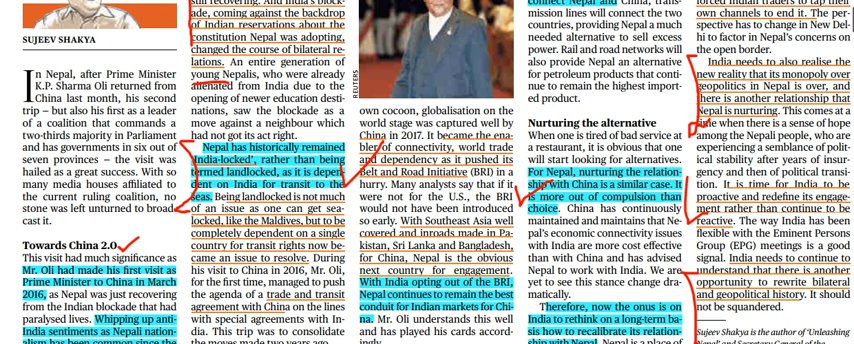 SUJEEV SHAKYA
In Nepal, after Prime Minister
K.P. Sharma Oli returned from
China last month, his second
trip – but also his first as a leader
of a coalition that commands a
two-thirds majority in Parliament
and has governments in six out of
seven provinces – the visit was
hailed as a great success. With so
many media houses affiliated to
the current ruling coalition, no
stone was left unturned to broad-
cast it.
Towards China 2.0
This visit had much significance as
Mr. Oli had made his first visit as
Prime Minister to China in March
2016, as Nepal was just recovering
from the Indian blockade that had
paralysed lives. Whipping up anti-
India sentiments as Nepali nation-
alism has been common since the
still recovering. And India's block-
ade, coming against the backdrop
of Indian reservations about the
constitution Nepal was adopting,
changed the course of bilateral re-
lations. An entire generation of
young Nepalis, who were already
alienated from India due to the
opening of newer education desti-
nations, saw the blockade as a
move against a neighbour which
had not got its act right.
Nepal has historically remained
'India-locked', rather than being
termed landlocked, as it is depen-
dent on India for transit to the
seas. Being landlocked is not much
of an issue as one can get sea-
locked, like the Maldives, but to be
completely dependent on a single
country for transit rights now be-
came an issue to resolve. During
his visit to China in 2016, Mr. Oli,
for the first time, managed to push
the agenda of a trade and transit
agreement with China on the lines
with special agreements with In-
dia. This trip was to consolidate
the moves made two years ago.
REUTERS
own cocoon, globalisation on the
world stage was captured well by
China in 2017. It became the ena-
bler of connectivity, world trade
and dependency as it pushed its
Belt and Road Initiative (BRI) in a
hurry. Many analysts say that if it
were not for the U.S., the BRI
would not have been introduced
so early. With Southeast Asia well
covered and inroads made in Pa-
kistan, Sri Lanka and Bangladesh,
for China, Nepal is the obvious
next country for engagement.
With India opting out of the BRI,
Nepal continues to remain the best
conduit for Indian markets for Chi-
na. Mr. Oli understands this well
and has played his cards accord-
ingly.
connect Nepal and China, trans-
mission lines will connect the two
countries, providing Nepal a much
needed alternative to sell excess
power. Rail and road networks will
also provide Nepal an alternative
for petroleum products that conti-
nue to remain the highest import-
ed product.
Nurturing the alternative
When one is tired of bad service at
a restaurant, it is obvious that one
will start looking for alternatives.
For Nepal, nurturing the relation-
ship with China is a similar case. It
is more out of compulsion than
choice. China has continuously
maintained and maintains that Ne-
pal's economic connectivity issues
with India are more cost effective
than with China and has advised
Nepal to work with India. We are
yet to see this stance change dra-
matically.
Therefore, now the onus is on
India to rethink on a long-term ba-
sis how to recalibrate its relation-
ship with Nepal. Nepal is a place of
forced Indian traders to tap their
own channels to end it. The per-
spective has to change in New Del-
hi to factor in Nepal's concerns on
the open border.
India needs to also realise the
new reality that its monopoly over
geopolitics in Nepal is over, and
there is another relationship that
Nepal is nurturing. This comes at a
time when there is a sense of hope
among the Nepali people, who are
experiencing a semblance of polit-
ical stability after years of insur-
gency and then of political transi-
tion. It is time for India to be
proactive and redefine its engage-
ment rather than continue to be
reactive. The way India has been
flexible with the Eminent Persons
Group (EPG) meetings is a good
signal. India needs to continue to
understand that there is another
opportunity to rewrite bilateral
and geopolitical history. It should
not be squandered.
Sujeev Shakya is the author of 'Unleashing